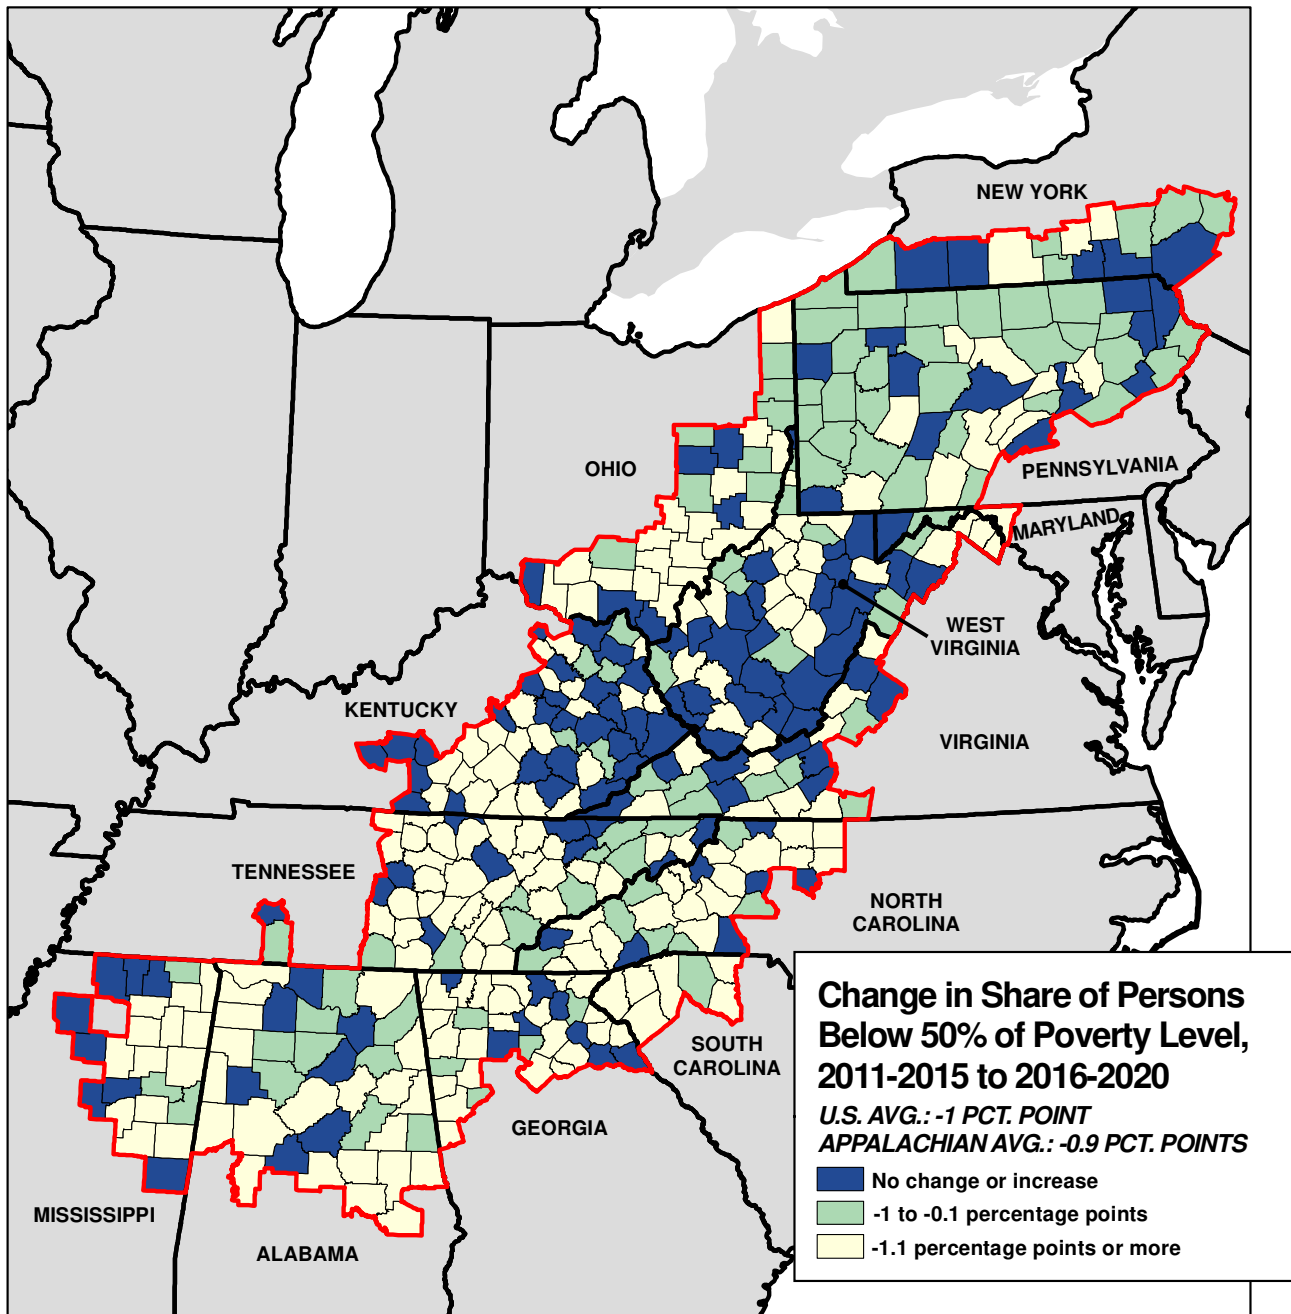 NEW YORK
OHIO
PENNSYLVANIA
MARYLAND
WEST
VIRGINIA
KENTUCKY
VIRGINIA
TENNESSEE
NORTH
CAROLINA
SOUTH
CAROLINA
GEORGIA
MISSISSIPPI
ALABAMA
Change in Share of Persons
Below 50% of Poverty Level,
2011-2015 to 2016-2020
U.S. AVG.: -1 PCT. POINT
APPALACHIAN AVG.: -0.9 PCT. POINTS
No change or increase
-1 to -0.1 percentage points
-1.1 percentage points or more